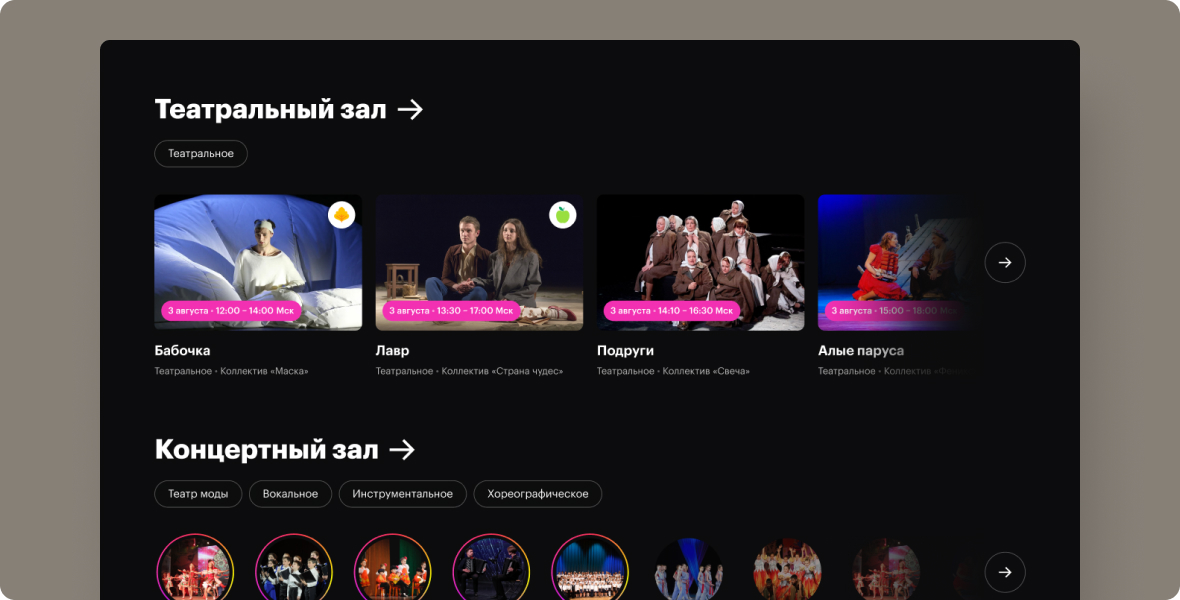 Театральный зал →
Театральное
3 августа · 12:00 – 14:00 Мск
3 августа · 13:30 – 17:00 Мск
3 августа · 14:10 – 16:30 Мск
3 августа · 15:00 – 18:00 Мск
Бабочка
Лавр
Подруги
Алые паруса
Театральное · Коллектив «Маска»
Театральное · Коллектив «Страна чудес»
Театральное · Коллектив «Свеча»
Театральное · Коллектив
Концертный зал →
Театр моды
Вокальное
Инструментальное
Хореографическое